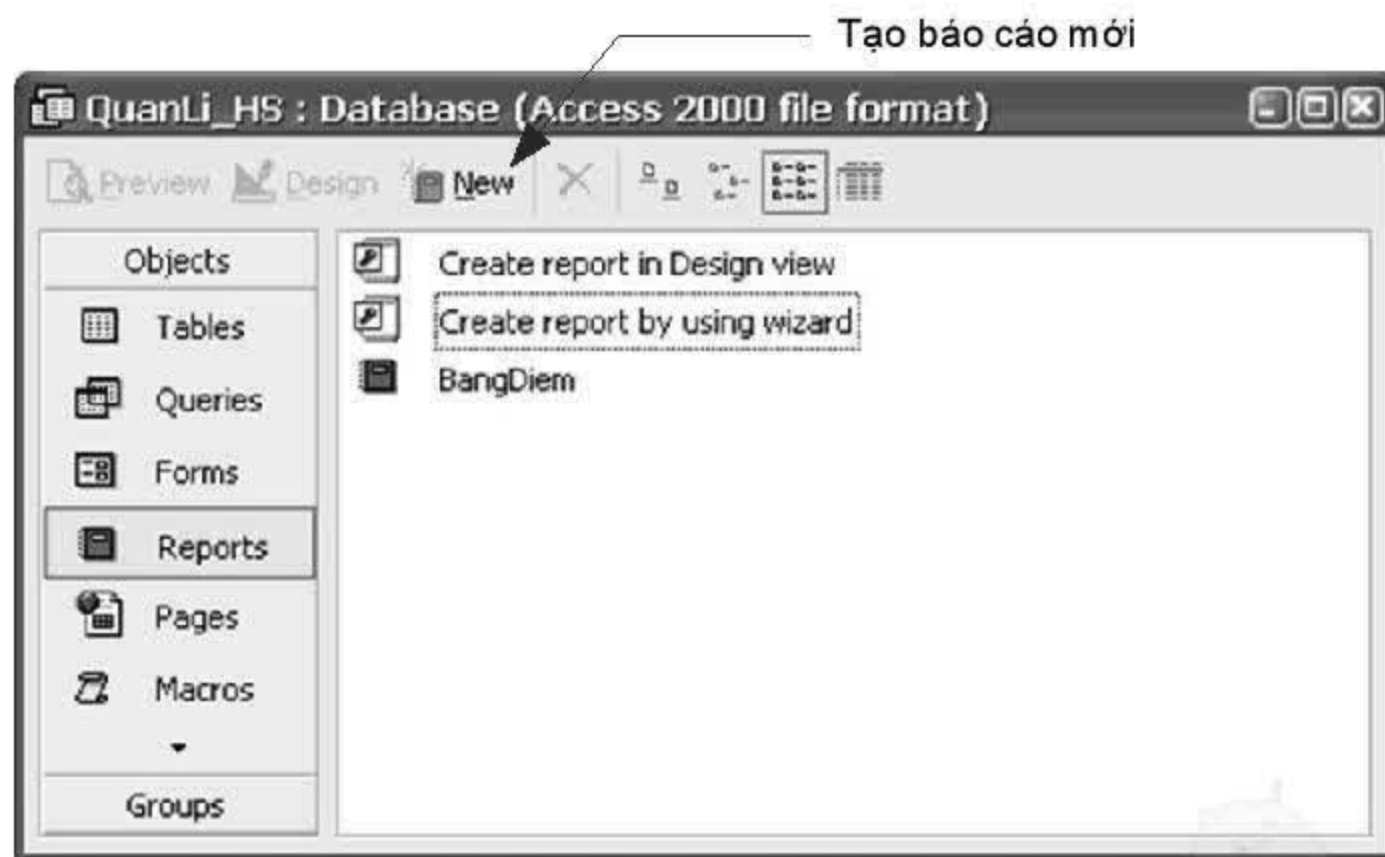 Tạo báo cáo mới
QuanLi_HS : Database (Access 2000 file format)
Preview Design New
Objects
Tables
Queries
Forms
Reports
Pages
Macros
Groups
Create report in Design view
Create report by using wizard
BangDiem